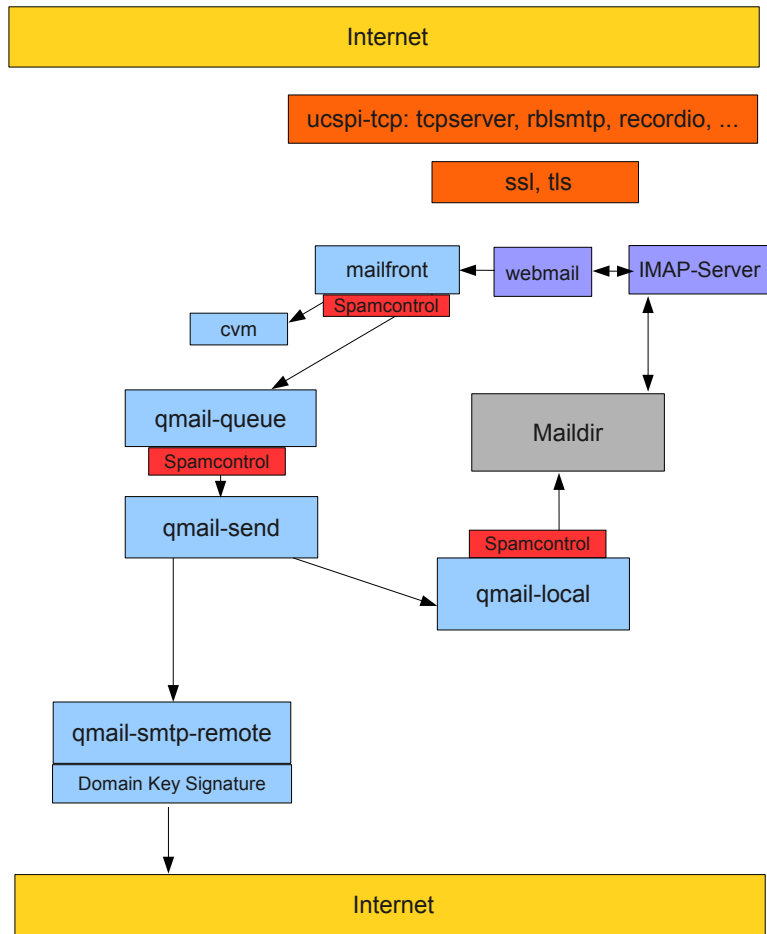 Internet
ucspi-tcp: tcpserver, rblsmtp, recordio, ...
ssl, tls
mailfront
webmail
IMAP-Server
Spamcontrol
cvm
qmail-queue
Maildir
Spamcontrol
qmail-send
Spamcontrol
qmail-local
qmail-smtp-remote
Domain Key Signature
Internet